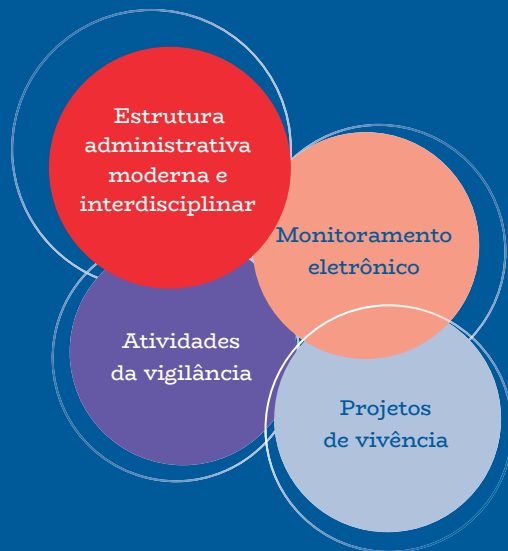 Estrutura
administrativa
moderna e
interdisciplinar
Monitoramento
eletrônico
Atividades
da vigilância
Projetos
de vivência